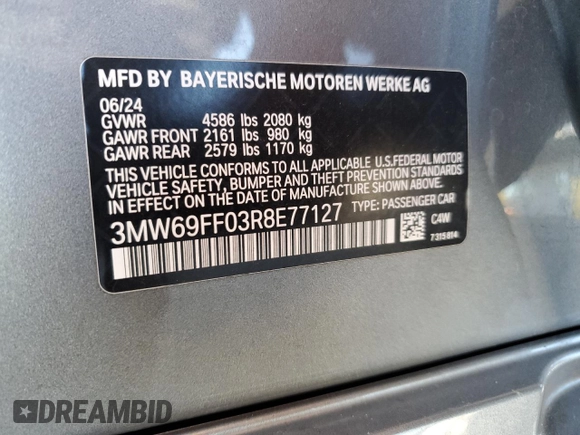 MFD BY BAYERISCHE MOTOREN WERKE AG
06/24
GVWR 4586 lbs 2080 kg
GAWR FRONT 2161 lbs 980 kg
GAWR REAR 2579 lbs 1170 kg
THIS VEHICLE CONFORMS TO ALL APPLICABLE U.S.FEDERAL MOTOR
VEHICLE SAFETY, BUMPER AND THEFT PREVENTION STANDARDS
IN EFFECT ON THE DATE OF MANUFACTURE SHOWN ABOVE.
3MW69FF03R8E77127 TYPE: PASSENGER CAR
C4W
7315814
DREAMBID